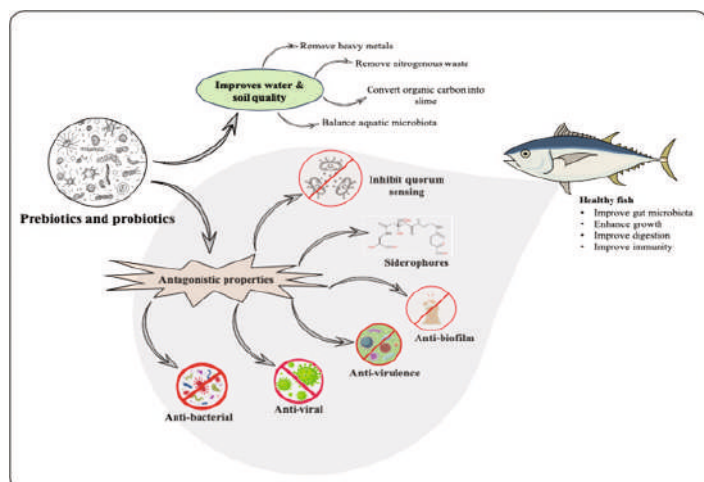 Remove heavy metals
Remove nitrogenous waste
Improves water &
soil quality
Convert organic carbon into
slime
Balance aquatic microbiota
Prebiotics and probiotics
Inhibit quorum
sensing
Siderophores
Antagonistic properties
Anti-biofilm
Anti-virulence
Anti-viral
Anti-bacterial
Healthy fish
• Improve gut microbiota
• Enhance growth
• Improve digestion
• Improve immunity